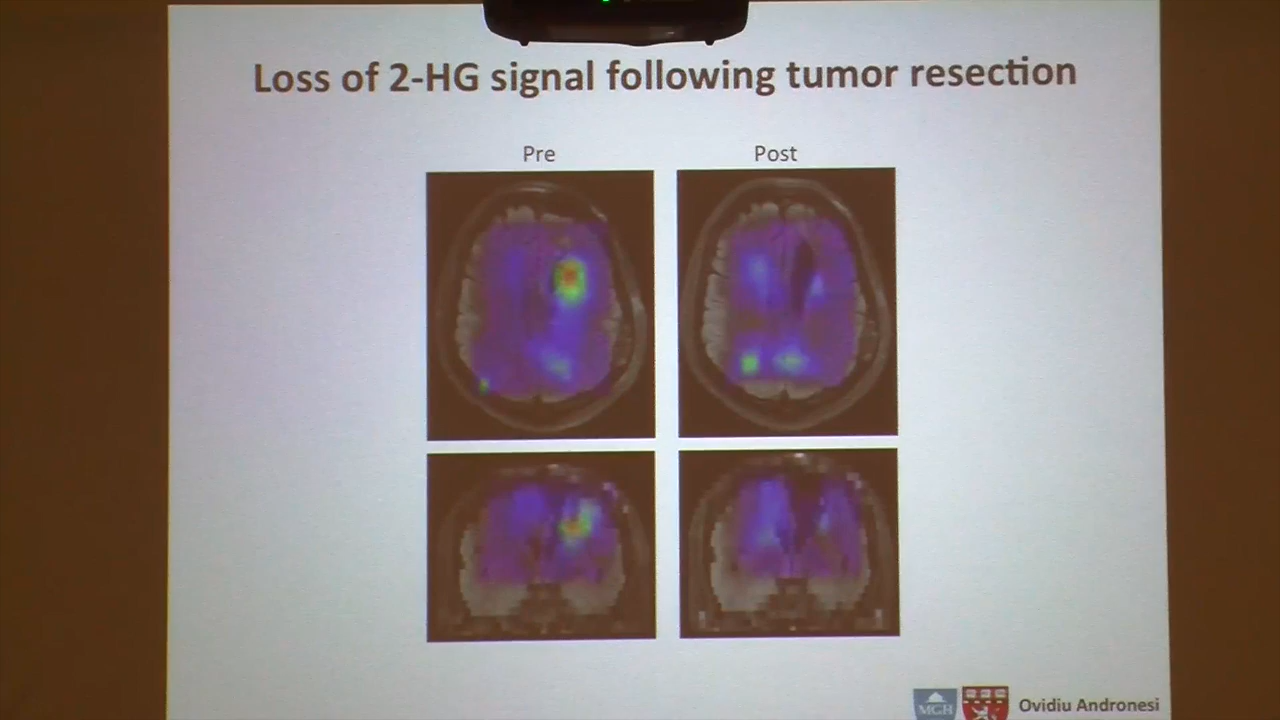 Loss of 2-HG signal following tumor resection
Pre
Post
MGH
Ovidiu Andronesi